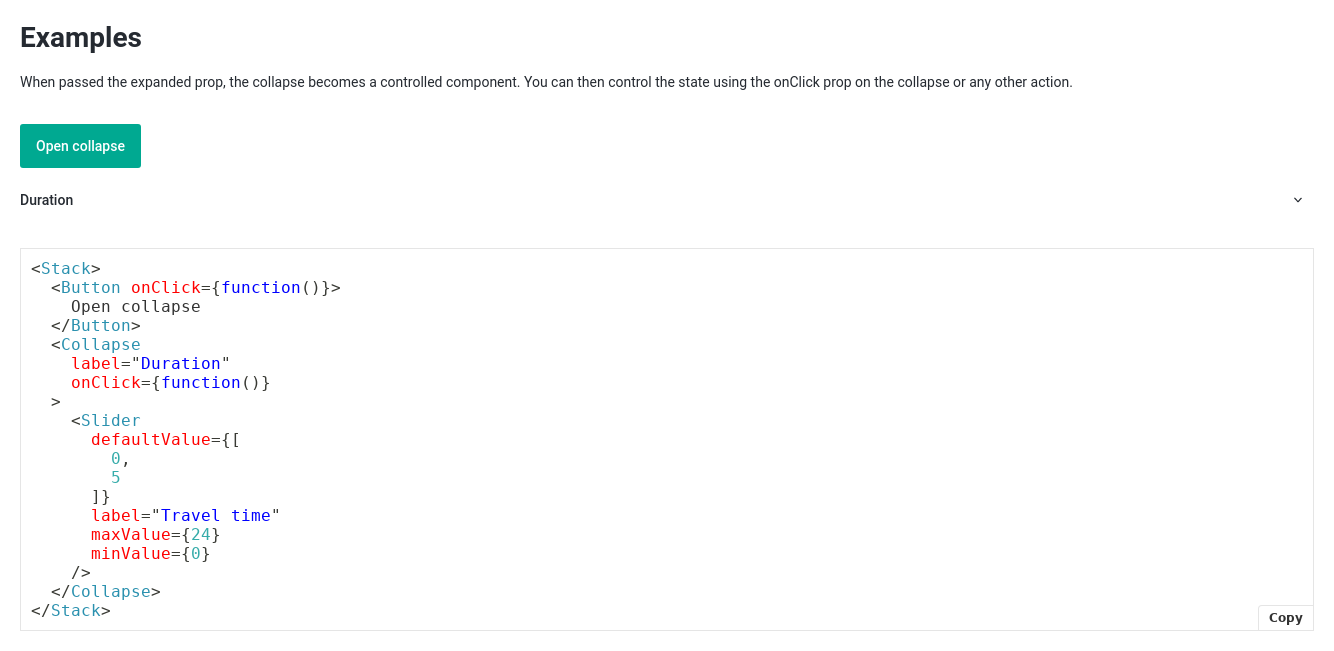 Examples
When passed the expanded prop, the collapse becomes a controlled component. You can then control the state using the onClick prop on the collapse or any other action.
Open collapse
Duration
<Stack>
  <Button onClick={function()}>
    Open collapse
  </Button>
  <Collapse
    label="Duration"
    onClick={function()}
  >
    <Slider
      defaultValue={[
        0,
        5
      ]}
      label="Travel time"
      maxValue={24}
      minValue={0}
    />
  </Collapse>
</Stack>
Copy